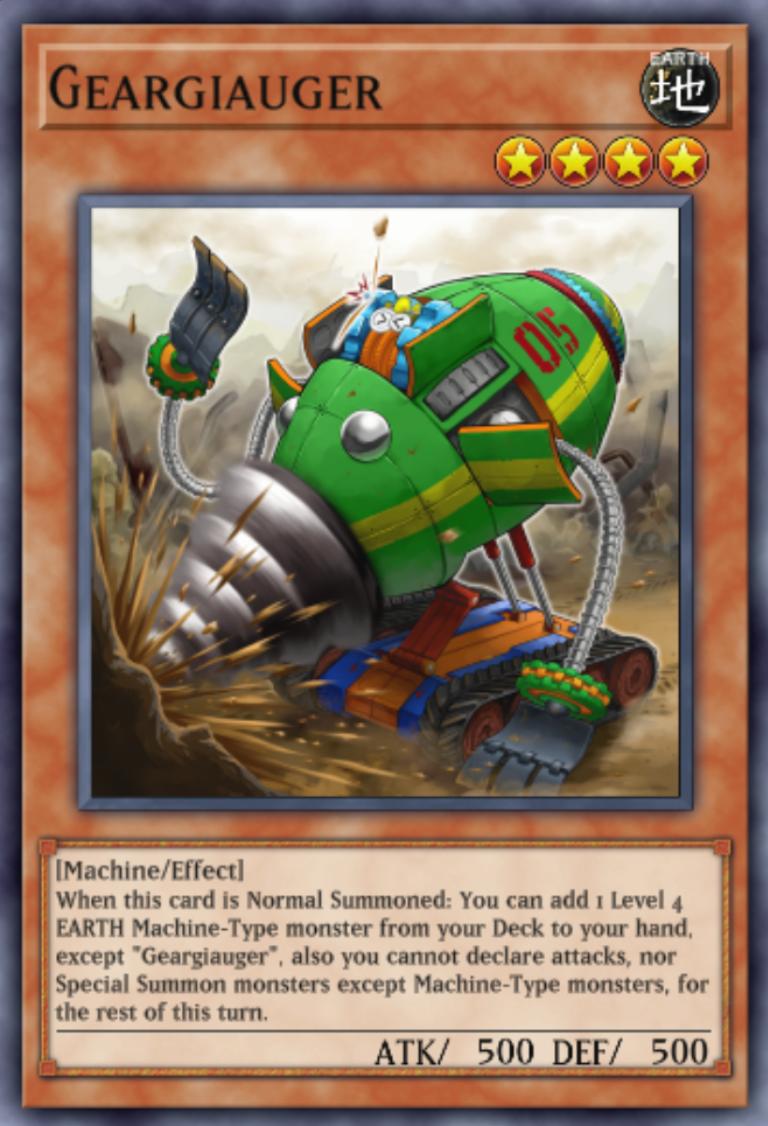 Geargiauger
EARTH
地
05
[Machine/Effect]
When this card is Normal Summoned: You can add 1 Level 4
EARTH Machine-Type monster from your Deck to your hand,
except "Geargiauger", also you cannot declare attacks, nor
Special Summon monsters except Machine-Type monsters, for
the rest of this turn.
ATK/ 500 DEF/ 500